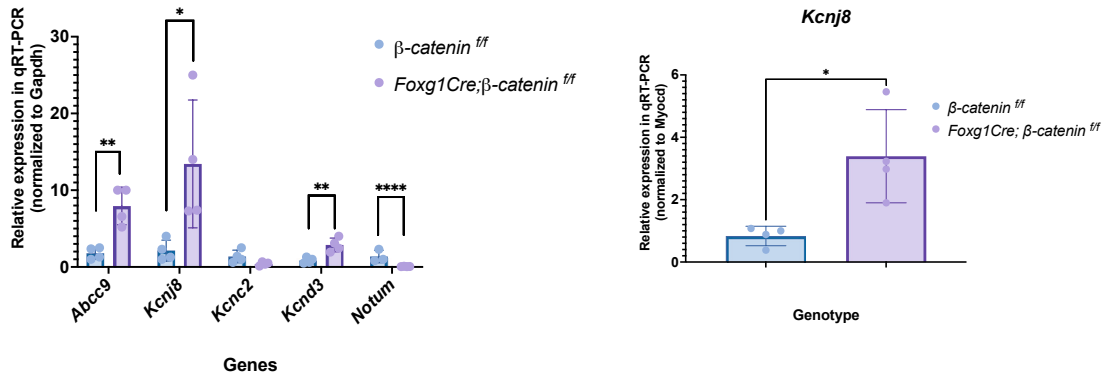 Relative expression in qRT-PCR
(normalized to Gapdh)
30
20
10
0
**
*
**
****
β-catenin f/f
Foxg1Cre;β-catenin f/f
Abcc9
Kcnj8
Kcnc2
Kcnd3
Notum
Genes
Kcnj8
Relative expression in qRT-PCR
(normalized to Myocd)
6
4
2
0
*
β-catenin f/f
Foxg1Cre; β-catenin f/f
Genotype